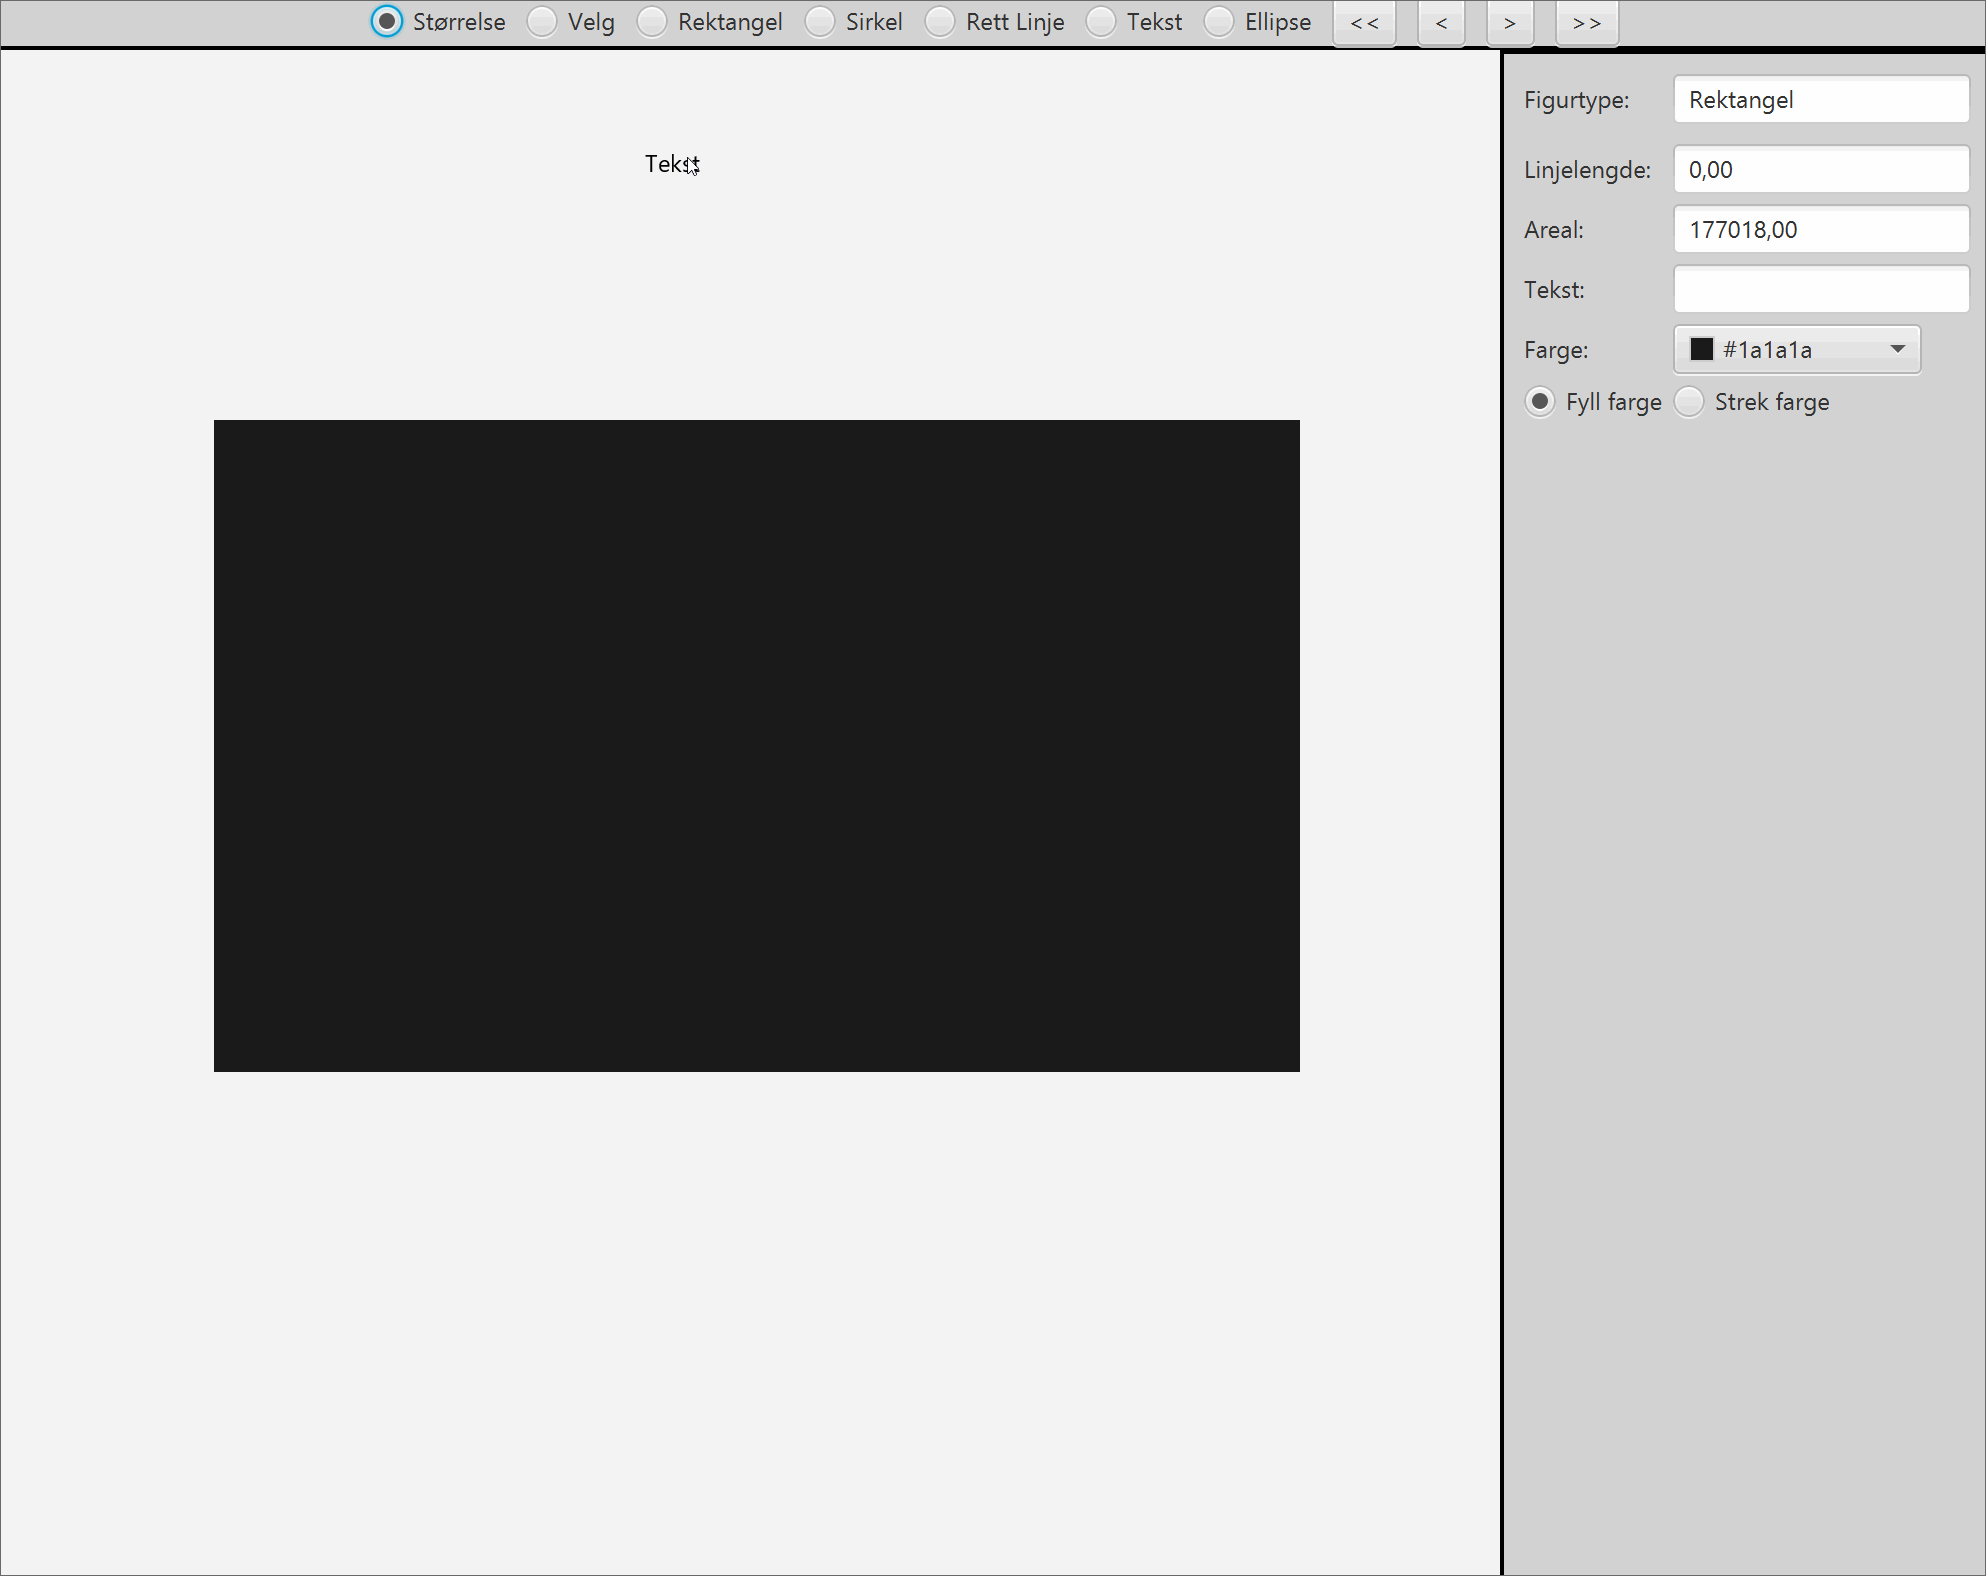 Størrelse Velg Rektangel Sirkel Rett Linje Tekst Ellipse << < > >>
Tekst
Figurtype: Rektangel
Linjelengde: 0,00
Areal: 177018,00
Tekst:
Farge: #1a1a1a
Fyll farge Strek farge